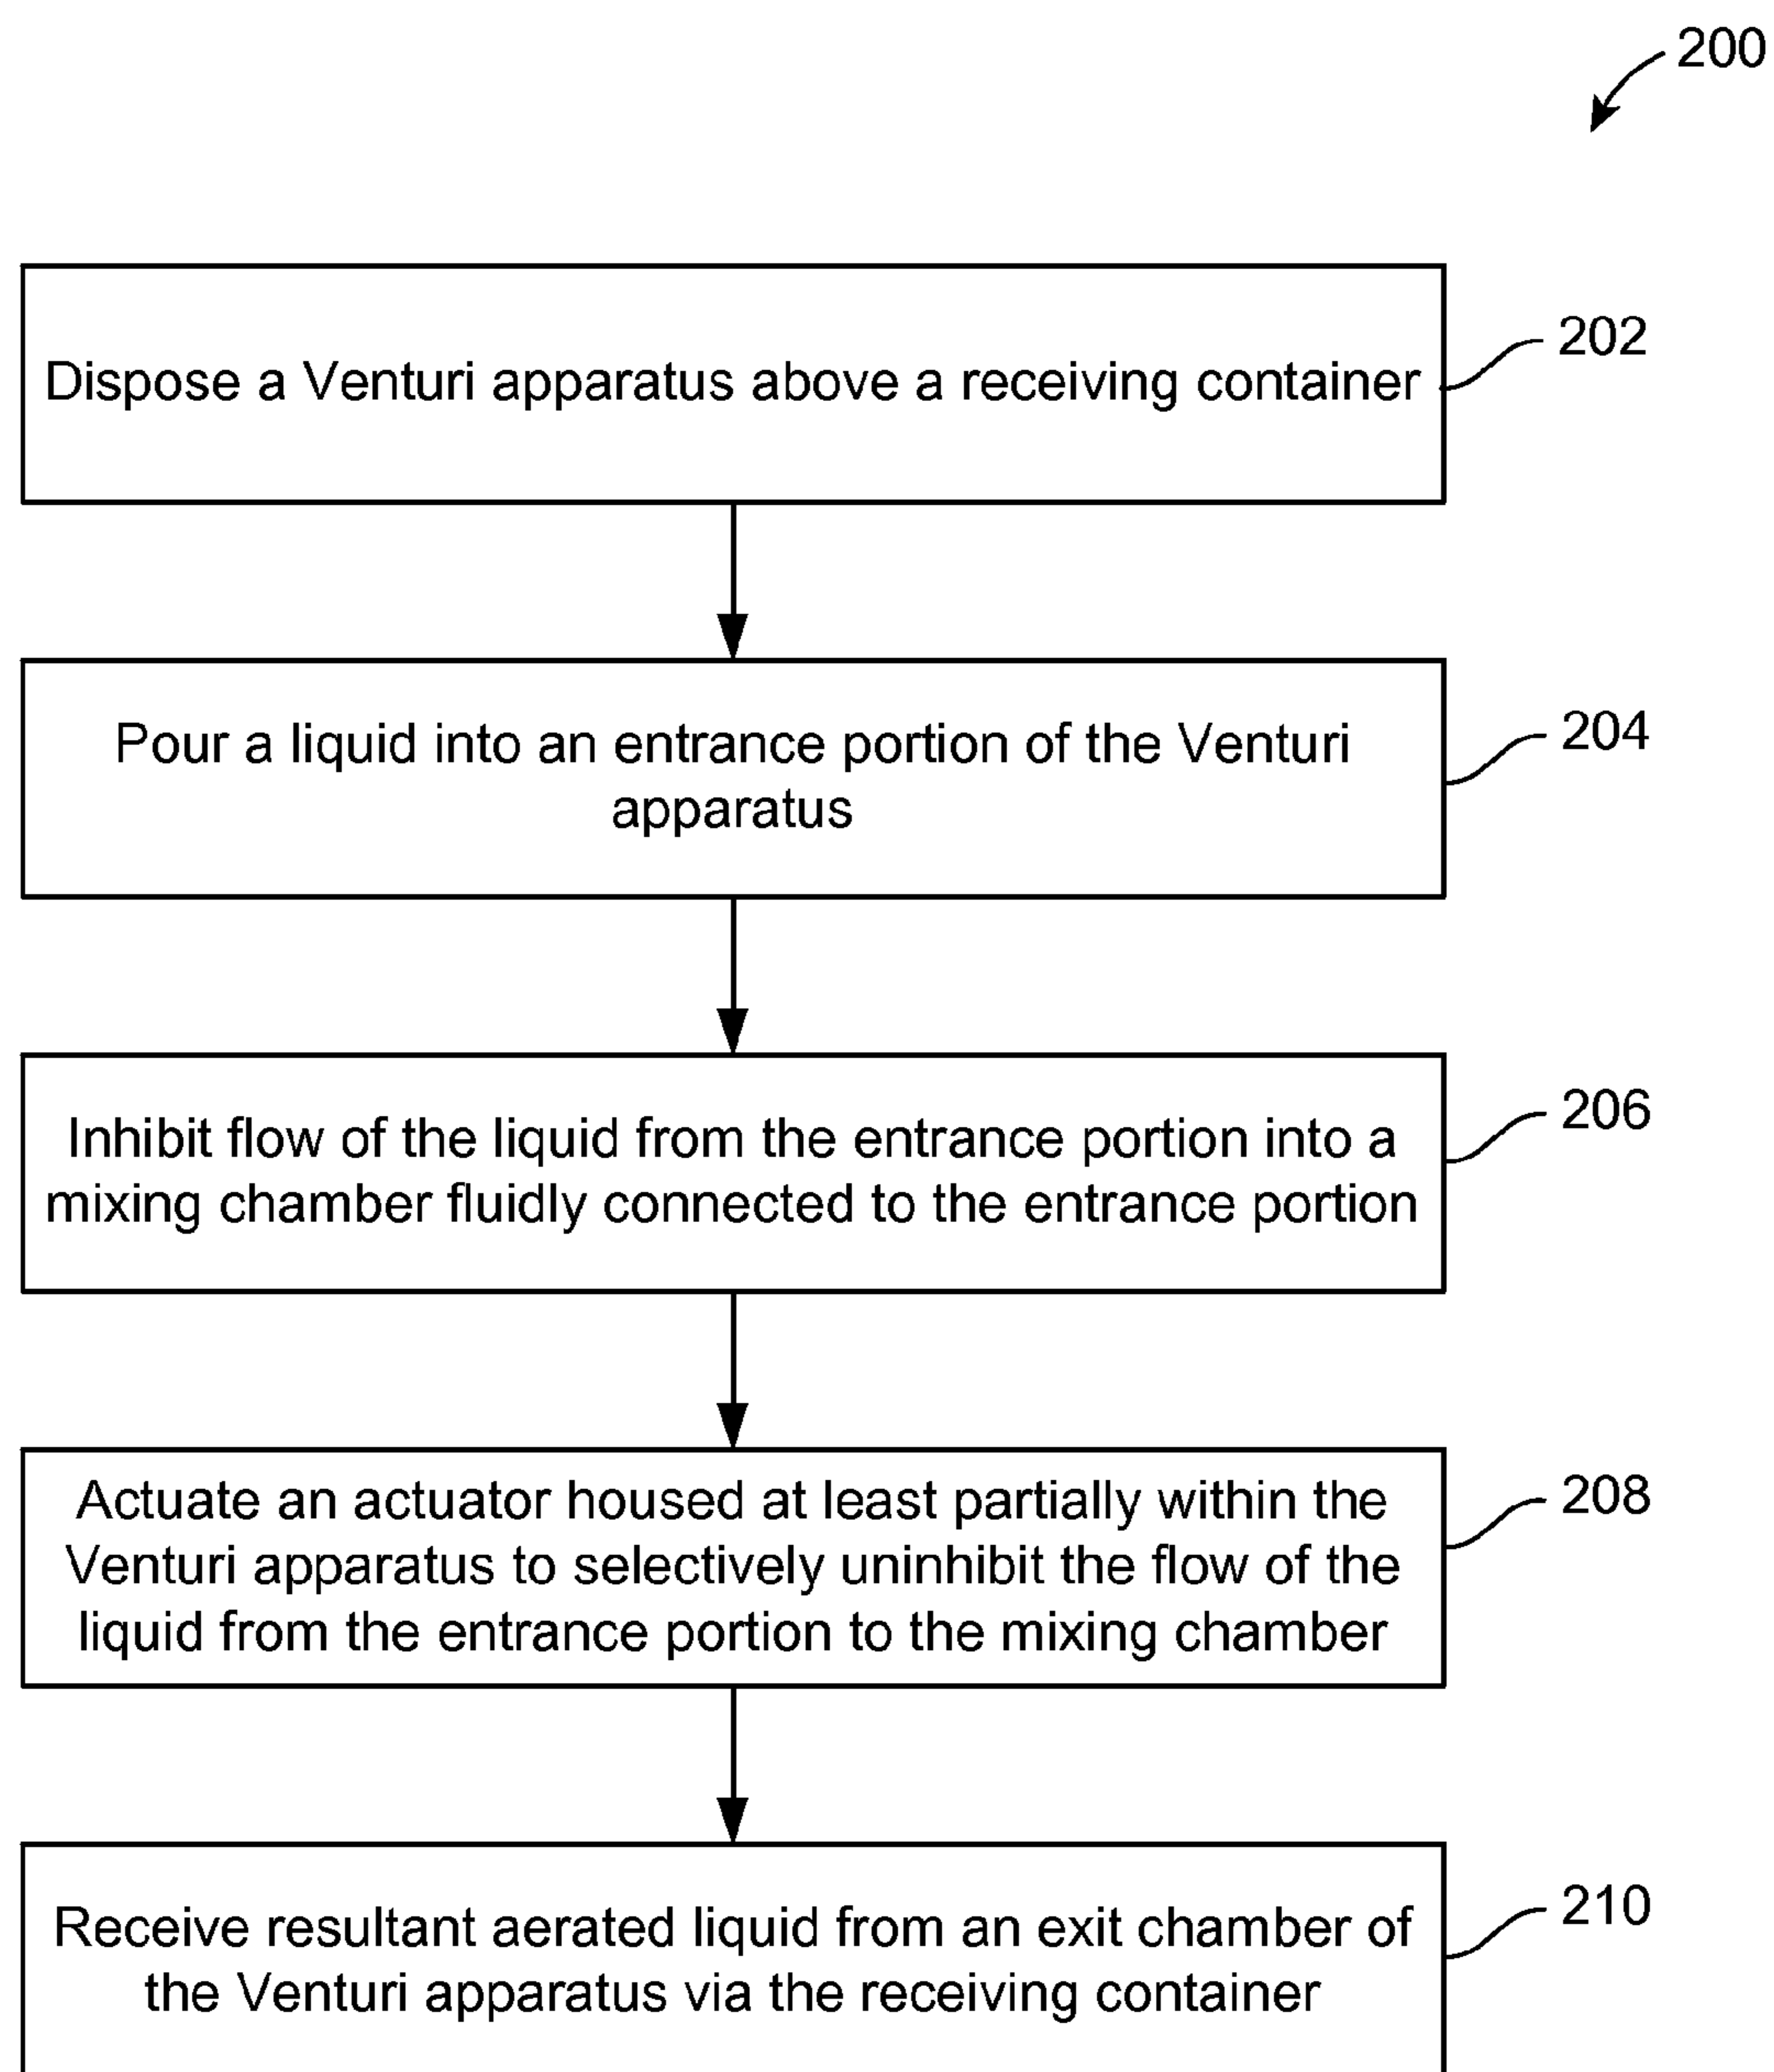 200
Dispose a Venturi apparatus above a receiving container
202
Pour a liquid into an entrance portion of the Venturi
apparatus
204
Inhibit flow of the liquid from the entrance portion into a
mixing chamber fluidly connected to the entrance portion
206
Actuate an actuator housed at least partially within the
Venturi apparatus to selectively uninhibit the flow of the
liquid from the entrance portion to the mixing chamber
208
Receive resultant aerated liquid from an exit chamber of
the Venturi apparatus via the receiving container
210